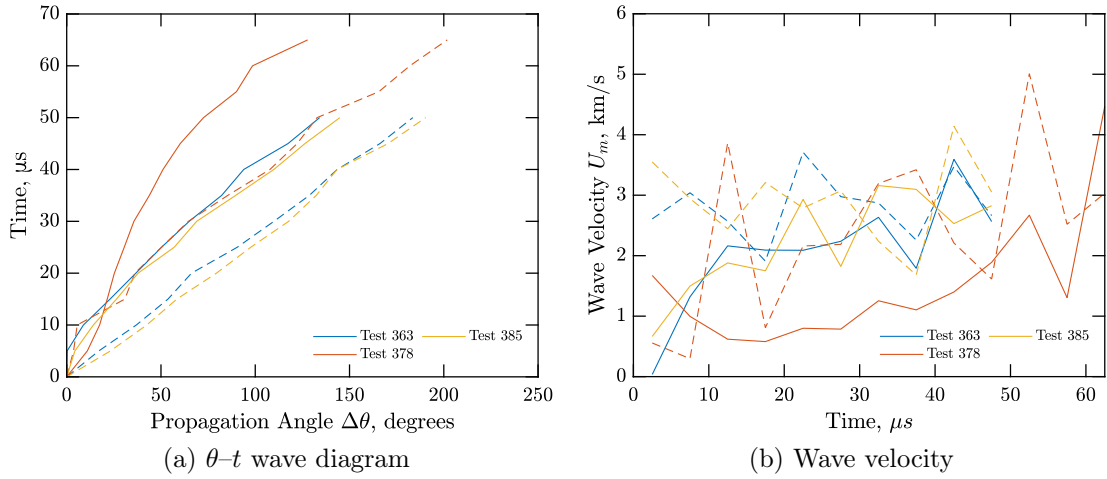 70
60
50
40
30
20
10
0
Time, µs
0 50 100 150 200 250
Propagation Angle Δθ, degrees
Test 363
Test 385
Test 378
(a) θ–t wave diagram
6
5
4
3
2
1
0
Wave Velocity Uₘ, km/s
0 10 20 30 40 50 60
Time, µs
Test 363
Test 385
Test 378
(b) Wave velocity